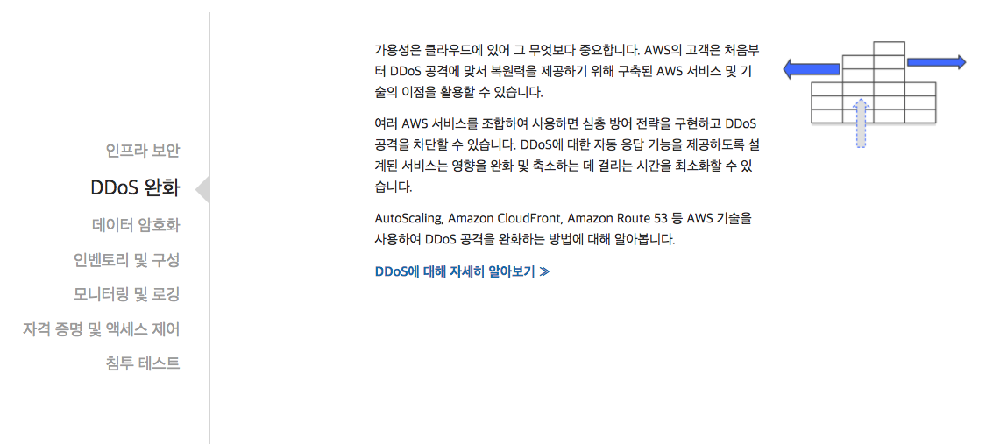 인프라 보안
DDoS 완화
데이터 암호화
인벤토리 및 구성
모니터링 및 로깅
자격 증명 및 액세스 제어
침투 테스트
가용성은 클라우드에 있어 그 무엇보다 중요합니다. AWS의 고객은 처음부
터 DDoS 공격에 맞서 복원력을 제공하기 위해 구축된 AWS 서비스 및 기
술의 이점을 활용할 수 있습니다.
여러 AWS 서비스를 조합하여 사용하면 심층 방어 전략을 구현하고 DDoS
공격을 차단할 수 있습니다. DDoS에 대한 자동 응답 기능을 제공하도록 설
계된 서비스는 영향을 완화 및 축소하는 데 걸리는 시간을 최소화할 수 있
습니다.
AutoScaling, Amazon CloudFront, Amazon Route 53 등 AWS 기술을
사용하여 DDoS 공격을 완화하는 방법에 대해 알아봅니다.
DDoS에 대해 자세히 알아보기 ≫